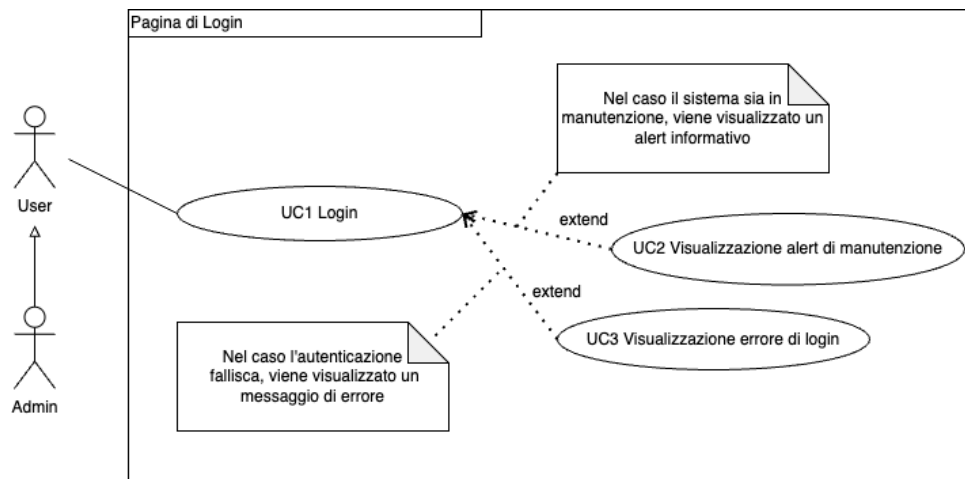 Pagina di Login
Nel caso il sistema sia in
manutenzione, viene visualizzato un
alert informativo
User
UC1 Login
extend
UC2 Visualizzazione alert di manutenzione
extend
UC3 Visualizzazione errore di login
Nel caso l'autenticazione
fallisca, viene visualizzato un
messaggio di errore
Admin